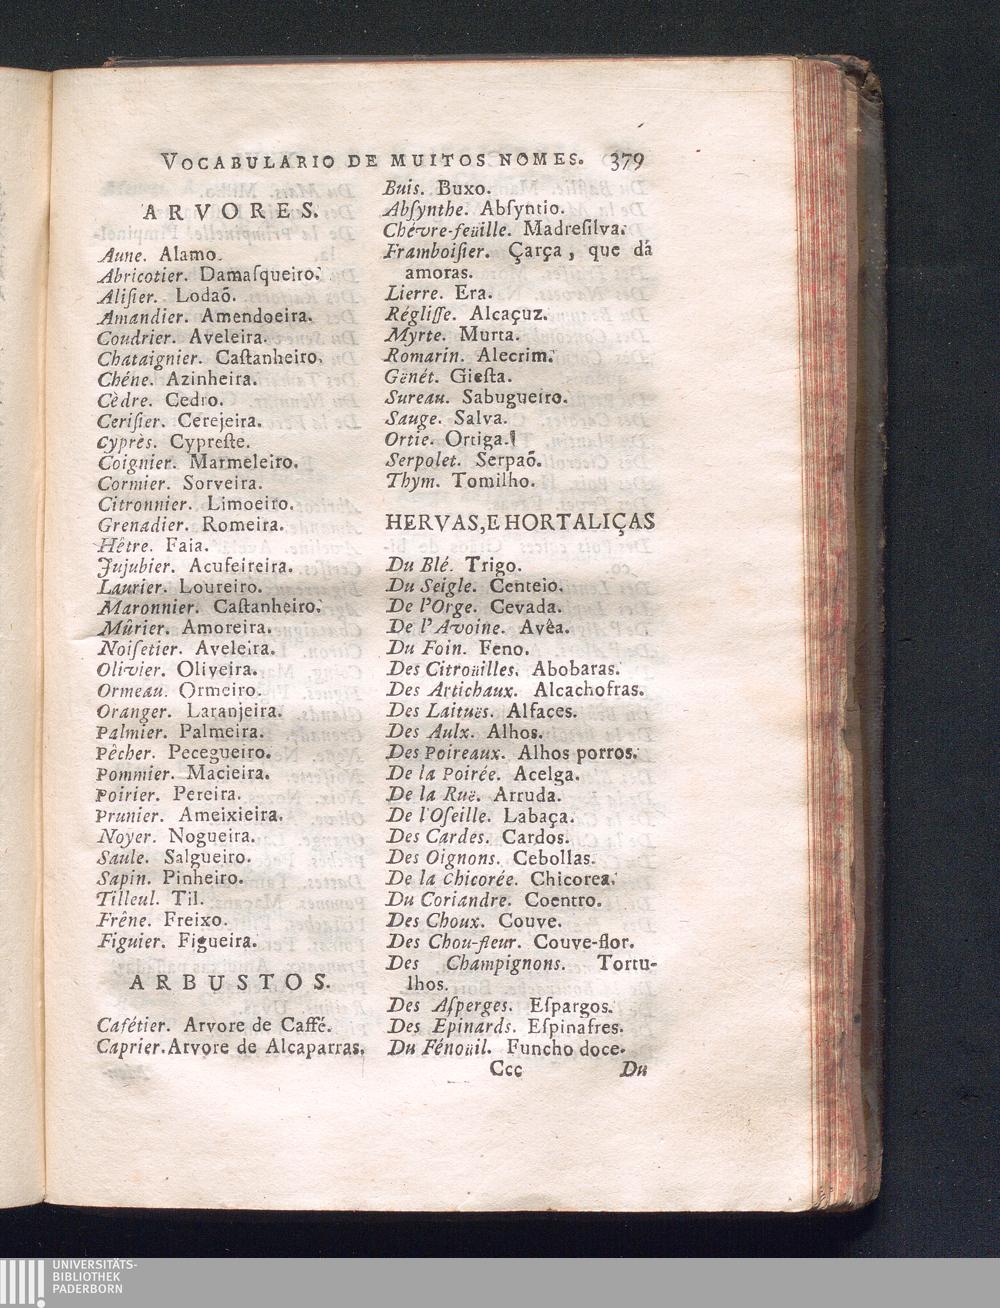 VOCABULARIO DE MUITOS NOMES. 379
ARVORES.
Aune. Alamo.
Abricotier. Damaſqueiro.
Aliſier. Lodaõ.
Amandier. Amendoeira.
Coudrier. Aveleira.
Chataignier. Caſtanheiro.
Chéne. Azinheira.
Cèdre. Cedro.
Ceriſier. Cerejeira.
Cyprès. Cypreſte.
Coignier. Marmeleiro.
Cormier. Sorveira.
Citronnier. Limoeiro.
Grenadier. Romeira.
Hêtre. Faia.
Jujubier. Acufeireira.
Laurier. Loureiro.
Maronnier. Caſtanheiro.
Mûrier. Amoreira.
Noiſetier. Aveleira.
Olivier. Oliveira.
Ormeau. Ormeiro.
Oranger. Laranjeira.
Palmier. Palmeira.
Pêcher. Pecegueiro.
Pommier. Macieira.
Poirier. Pereira.
Prunier. Ameixieira.
Noyer. Nogueira.
Saule. Salgueiro.
Sapin. Pinheiro.
Tilleul. Til.
Frêne. Freixo.
Figuier. Figueira.
ARBUSTOS.
Cafétier. Arvore de Caffé.
Caprier. Arvore de Alcaparras.
Buis. Buxo.
Abſynthe. Abſyntio.
Chévre-feüille. Madreſilva.
Framboiſier. Çarça, que dá
amoras.
Lierre. Era.
Régliſſe. Alcaçuz.
Myrte. Murta.
Romarin. Alecrim.
Gënét. Gieſta.
Sureau. Sabugueiro.
Sauge. Salva.
Ortie. Ortiga.
Serpolet. Serpaõ.
Thym. Tomilho.
HERVAS, E HORTALIÇAS
Du Blé. Trigo.
Du Seigle. Centeio.
De l'Orge. Cevada.
De l'Avoine. Avêa.
Du Foin. Feno.
Des Citroüilles. Abobaras.
Des Artichaux. Alcachofras.
Des Laituës. Alfaces.
Des Aulx. Alhos.
Des Poireaux. Alhos porros.
De la Poirée. Acelga.
De la Ruë. Arruda.
De l'Oſeille. Labaça.
Des Cardes. Cardos.
Des Oignons. Cebollas.
De la Chicorée. Chicorea.
Du Coriandre. Coentro.
Des Choux. Couve.
Des Chou-fleur. Couve-flor.
Des Champignons. Tortu-
lhos.
Des Aſperges. Eſpargos.
Des Epinards. Eſpinafres.
Du Fénoüil. Funcho doce.
Ccc Du
UNIVERSITÄTS-
BIBLIOTHEK
PADERBORN